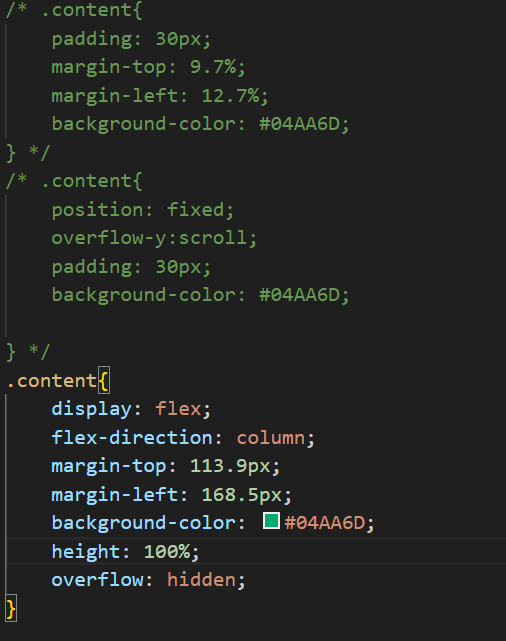 /* .content{
    padding: 30px;
    margin-top: 9.7%;
    margin-left: 12.7%;
    background-color: #04AA6D;
} */
/* .content{
    position: fixed;
    overflow-y:scroll;
    padding: 30px;
    background-color: #04AA6D;

} */
.content{
    display: flex;
    flex-direction: column;
    margin-top: 113.9px;
    margin-left: 168.5px;
    background-color: #04AA6D;
    height: 100%;
    overflow: hidden;
}